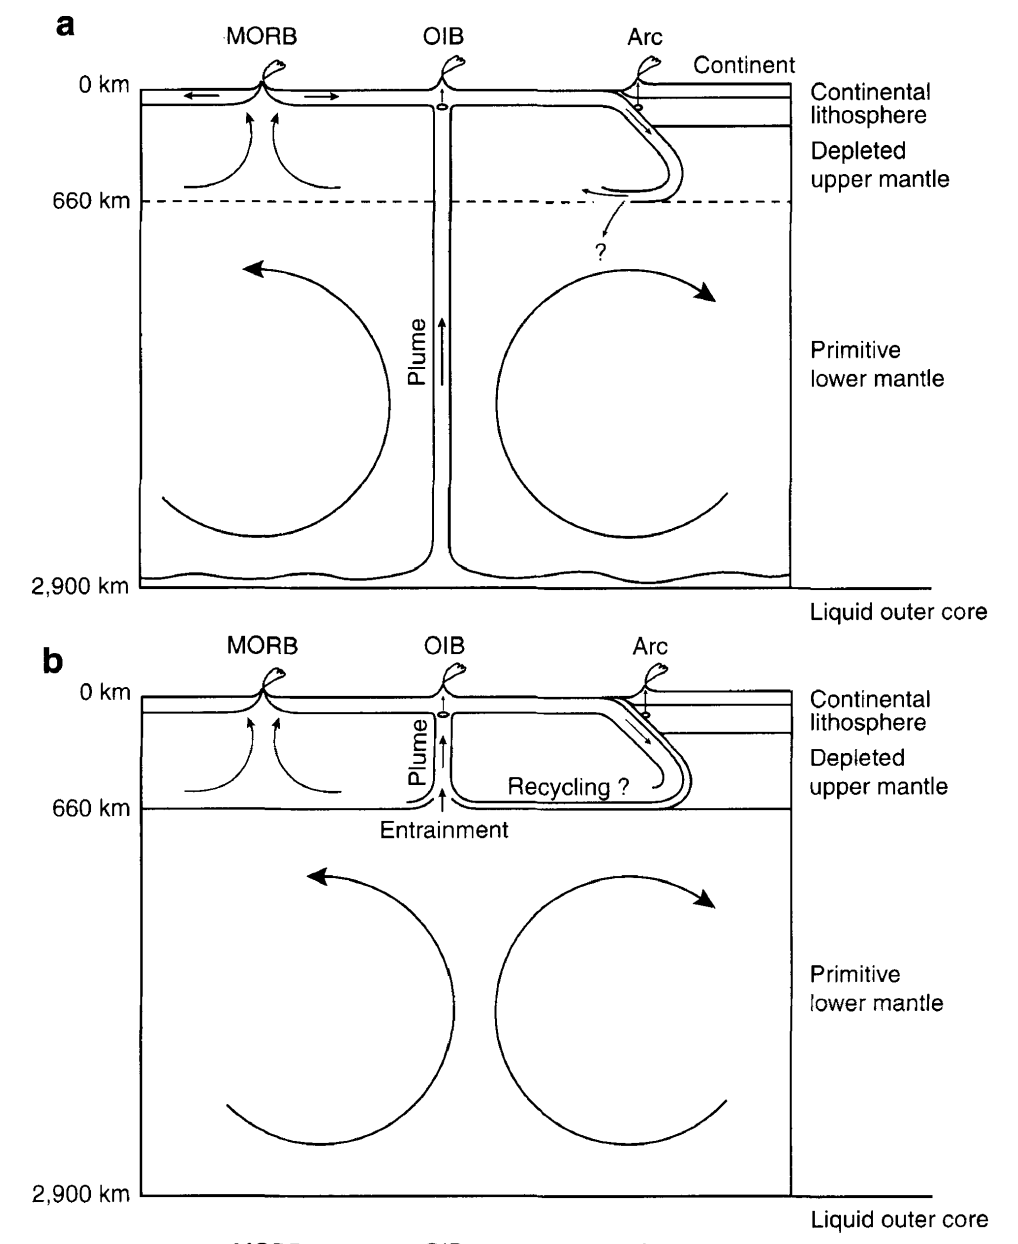 a
MORB
OIB
Arc
Continent
0 km
Continental
lithosphere
Depleted
upper mantle
660 km
?
Plume
Primitive
lower mantle
2,900 km
Liquid outer core
b
MORB
OIB
Arc
0 km
Continental
lithosphere
Plume
Depleted
upper mantle
Recycling ?
660 km
Entrainment
Primitive
lower mantle
2,900 km
Liquid outer core